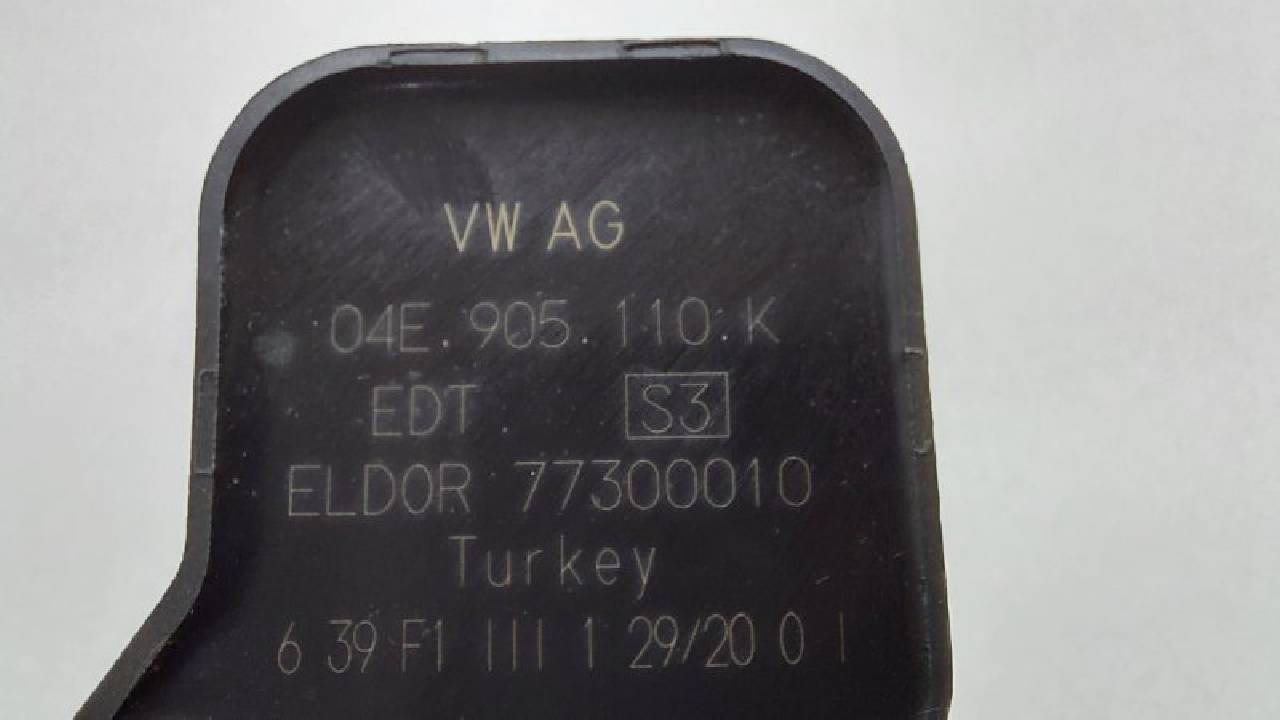 VW AG
04E.905.110.K
EDT S3
ELDOR 77300010
Turkey
6 39 F1 III 1 29/20 0 I